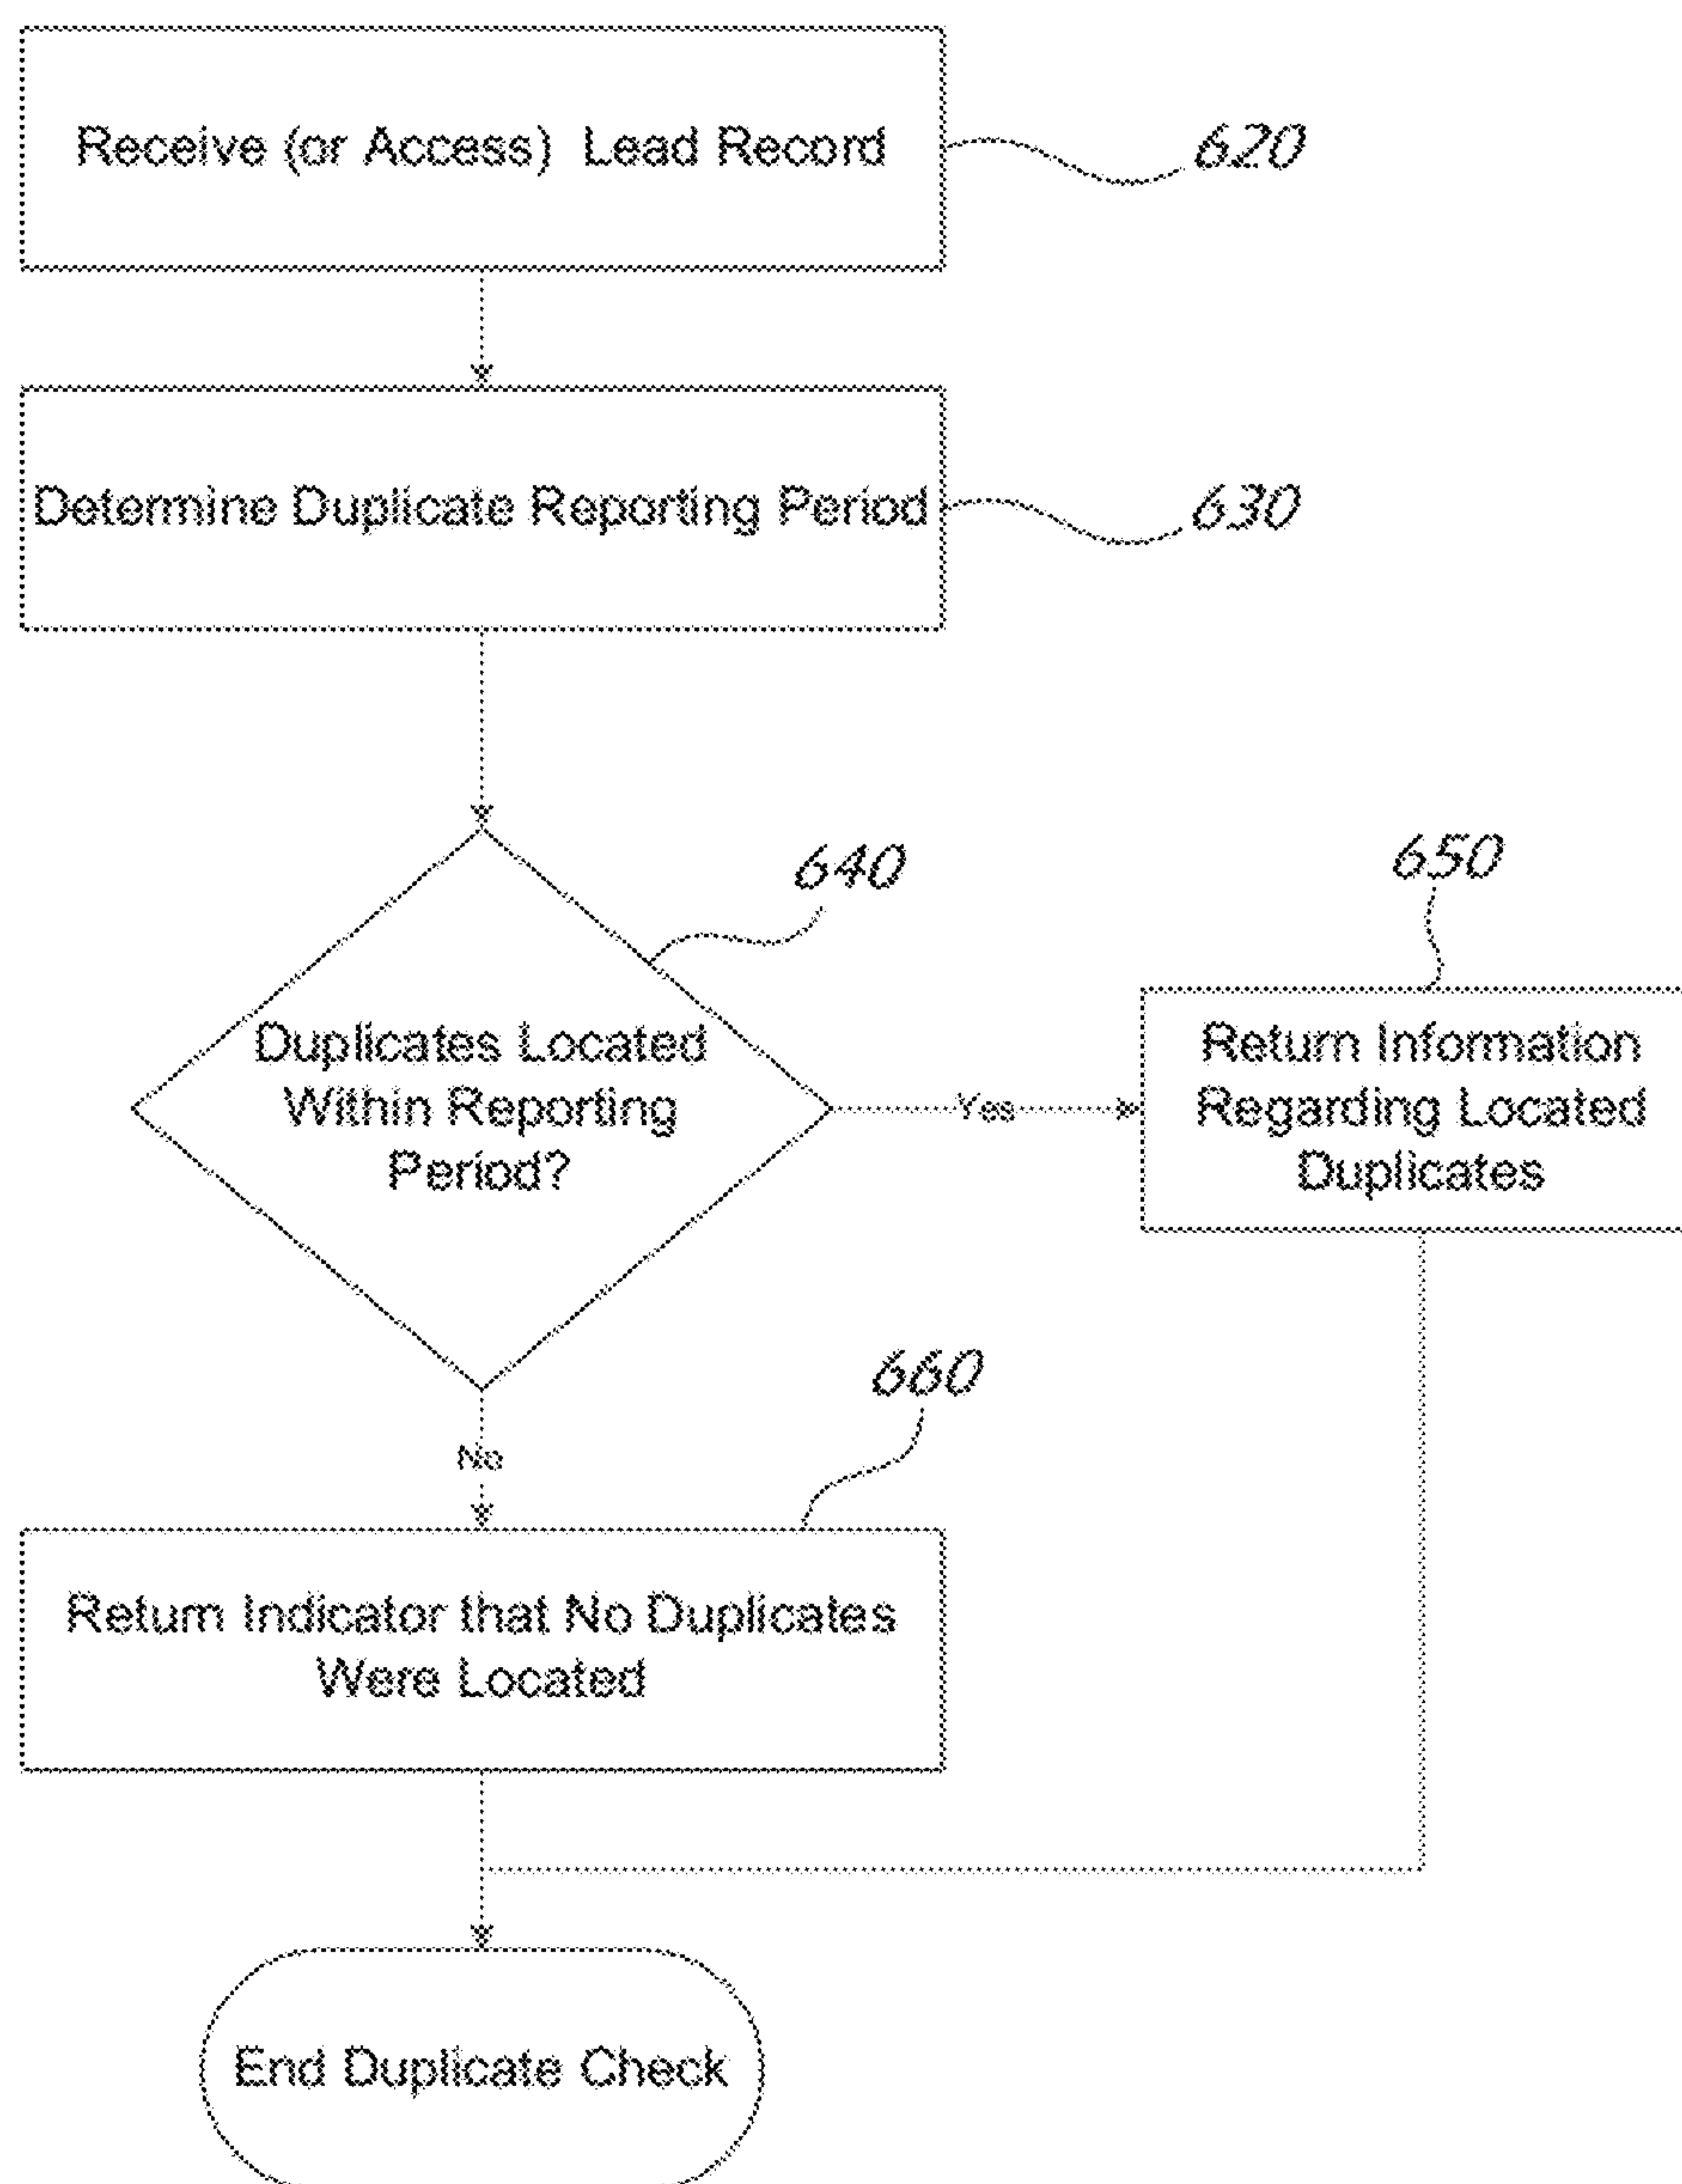 Receive (or Access) Lead Record
620
Determine Duplicate Reporting Period
630
640
Duplicates Located
Within Reporting
Period?
Yes
650
Return Information
Regarding Located
Duplicates
No
660
Return Indicator that No Duplicates
Were Located
End Duplicate Check